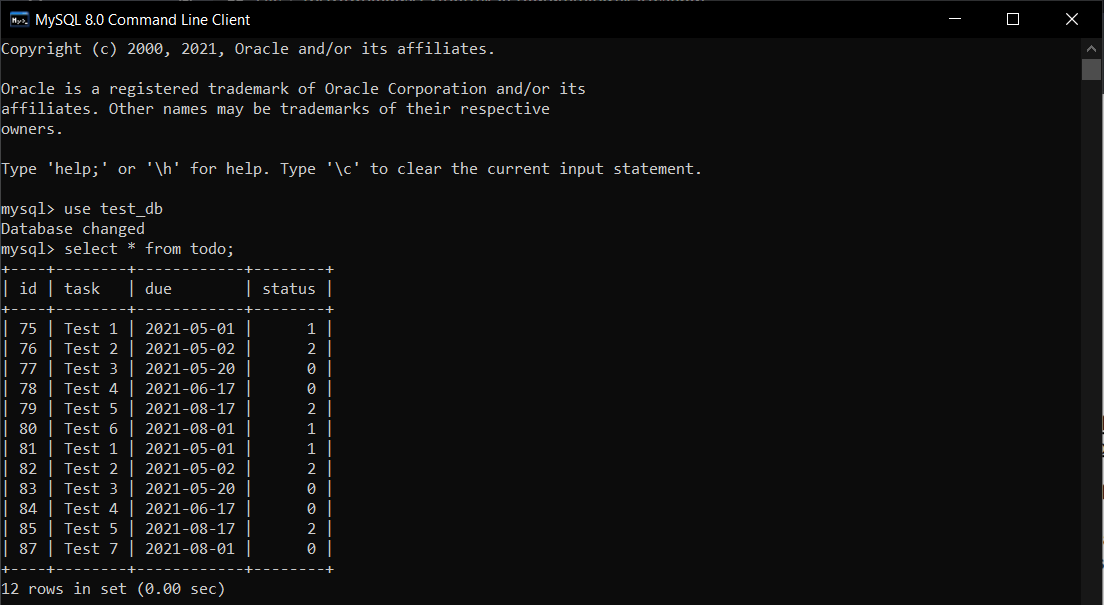 MySQL 8.0 Command Line Client
Copyright (c) 2000, 2021, Oracle and/or its affiliates.
Oracle is a registered trademark of Oracle Corporation and/or its
affiliates. Other names may be trademarks of their respective
owners.
Type 'help;' or '\h' for help. Type '\c' to clear the current input statement.
mysql> use test_db
Database changed
mysql> select * from todo;
+----+--------+------------+--------+
| id | task   | due        | status |
+----+--------+------------+--------+
| 75 | Test 1 | 2021-05-01 |      1 |
| 76 | Test 2 | 2021-05-02 |      2 |
| 77 | Test 3 | 2021-05-20 |      0 |
| 78 | Test 4 | 2021-06-17 |      0 |
| 79 | Test 5 | 2021-08-17 |      2 |
| 80 | Test 6 | 2021-08-01 |      1 |
| 81 | Test 1 | 2021-05-01 |      1 |
| 82 | Test 2 | 2021-05-02 |      2 |
| 83 | Test 3 | 2021-05-20 |      0 |
| 84 | Test 4 | 2021-06-17 |      0 |
| 85 | Test 5 | 2021-08-17 |      2 |
| 87 | Test 7 | 2021-08-01 |      0 |
+----+--------+------------+--------+
12 rows in set (0.00 sec)